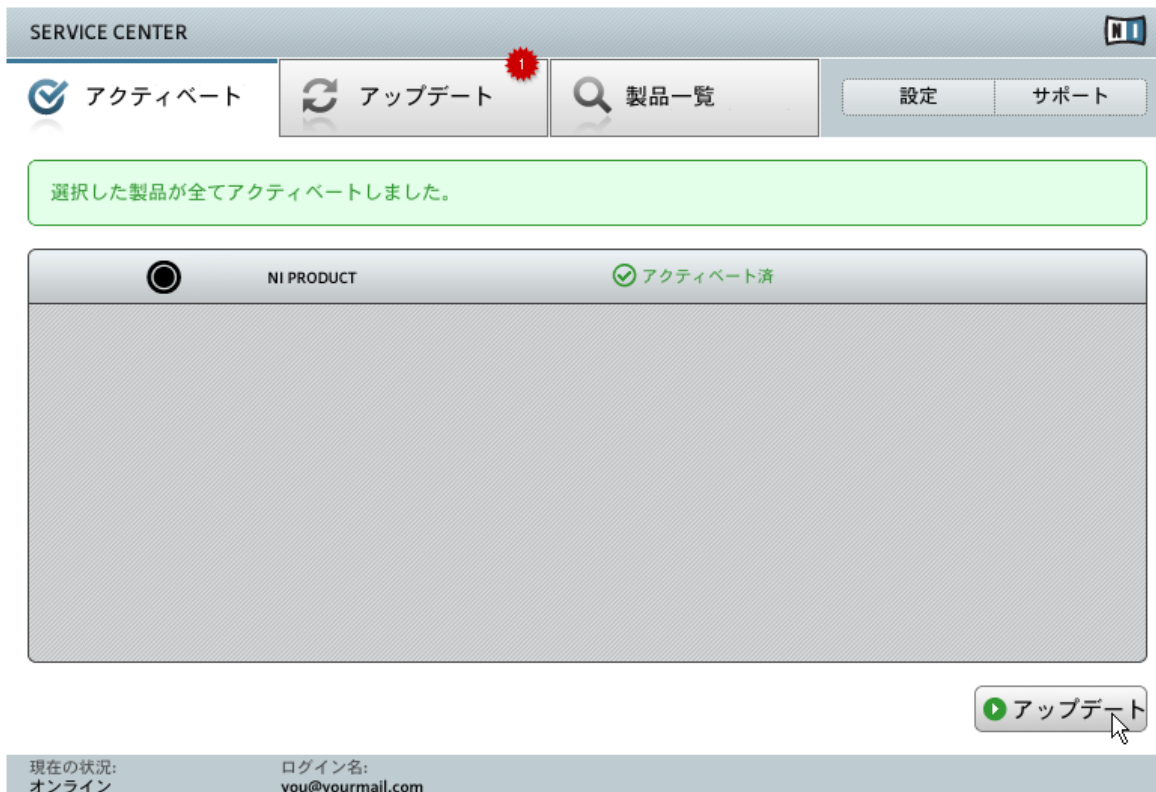 SERVICE CENTER
NI
アクティベート
アップデート
1
製品一覧
設定
サポート
選択した製品が全てアクティベートしました。
NI PRODUCT
アクティベート済
アップデート
現在の状況:
ログイン名:
オンライン
you@yourmail.com